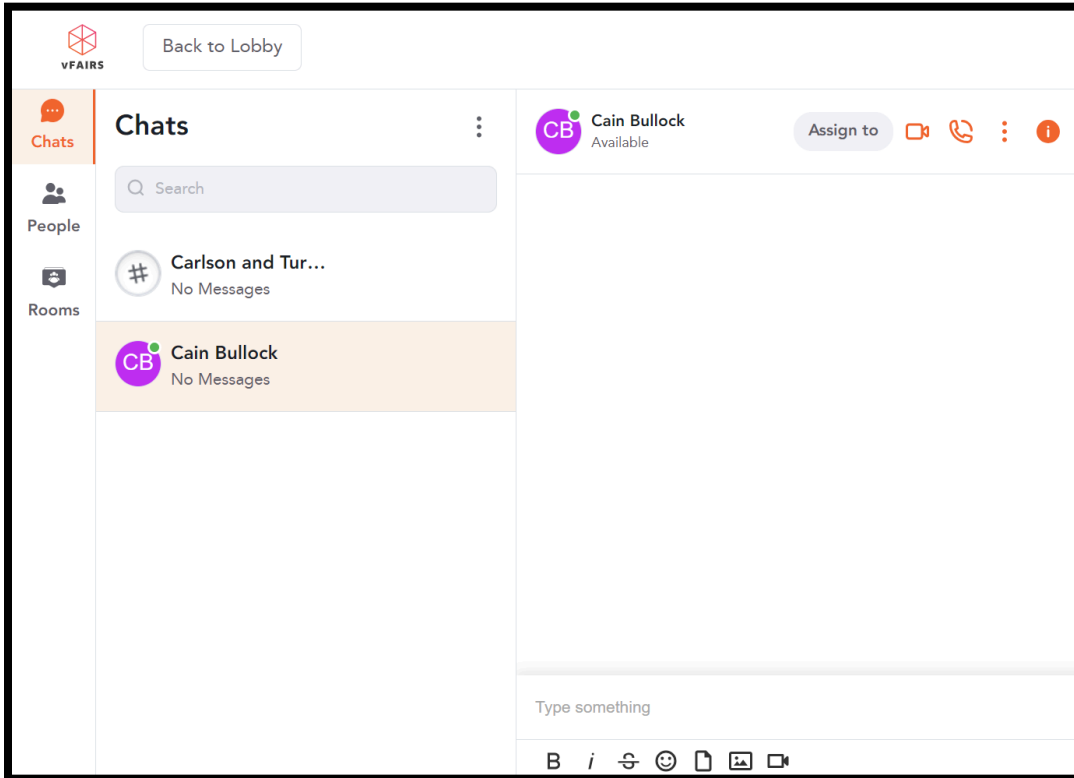 vFAIRS
Back to Lobby
Chats
People
Rooms
Chats
Search
Carlson and Tur...
No Messages
CB
Cain Bullock
No Messages
CB
Cain Bullock
Available
Assign to
Type something
B i S